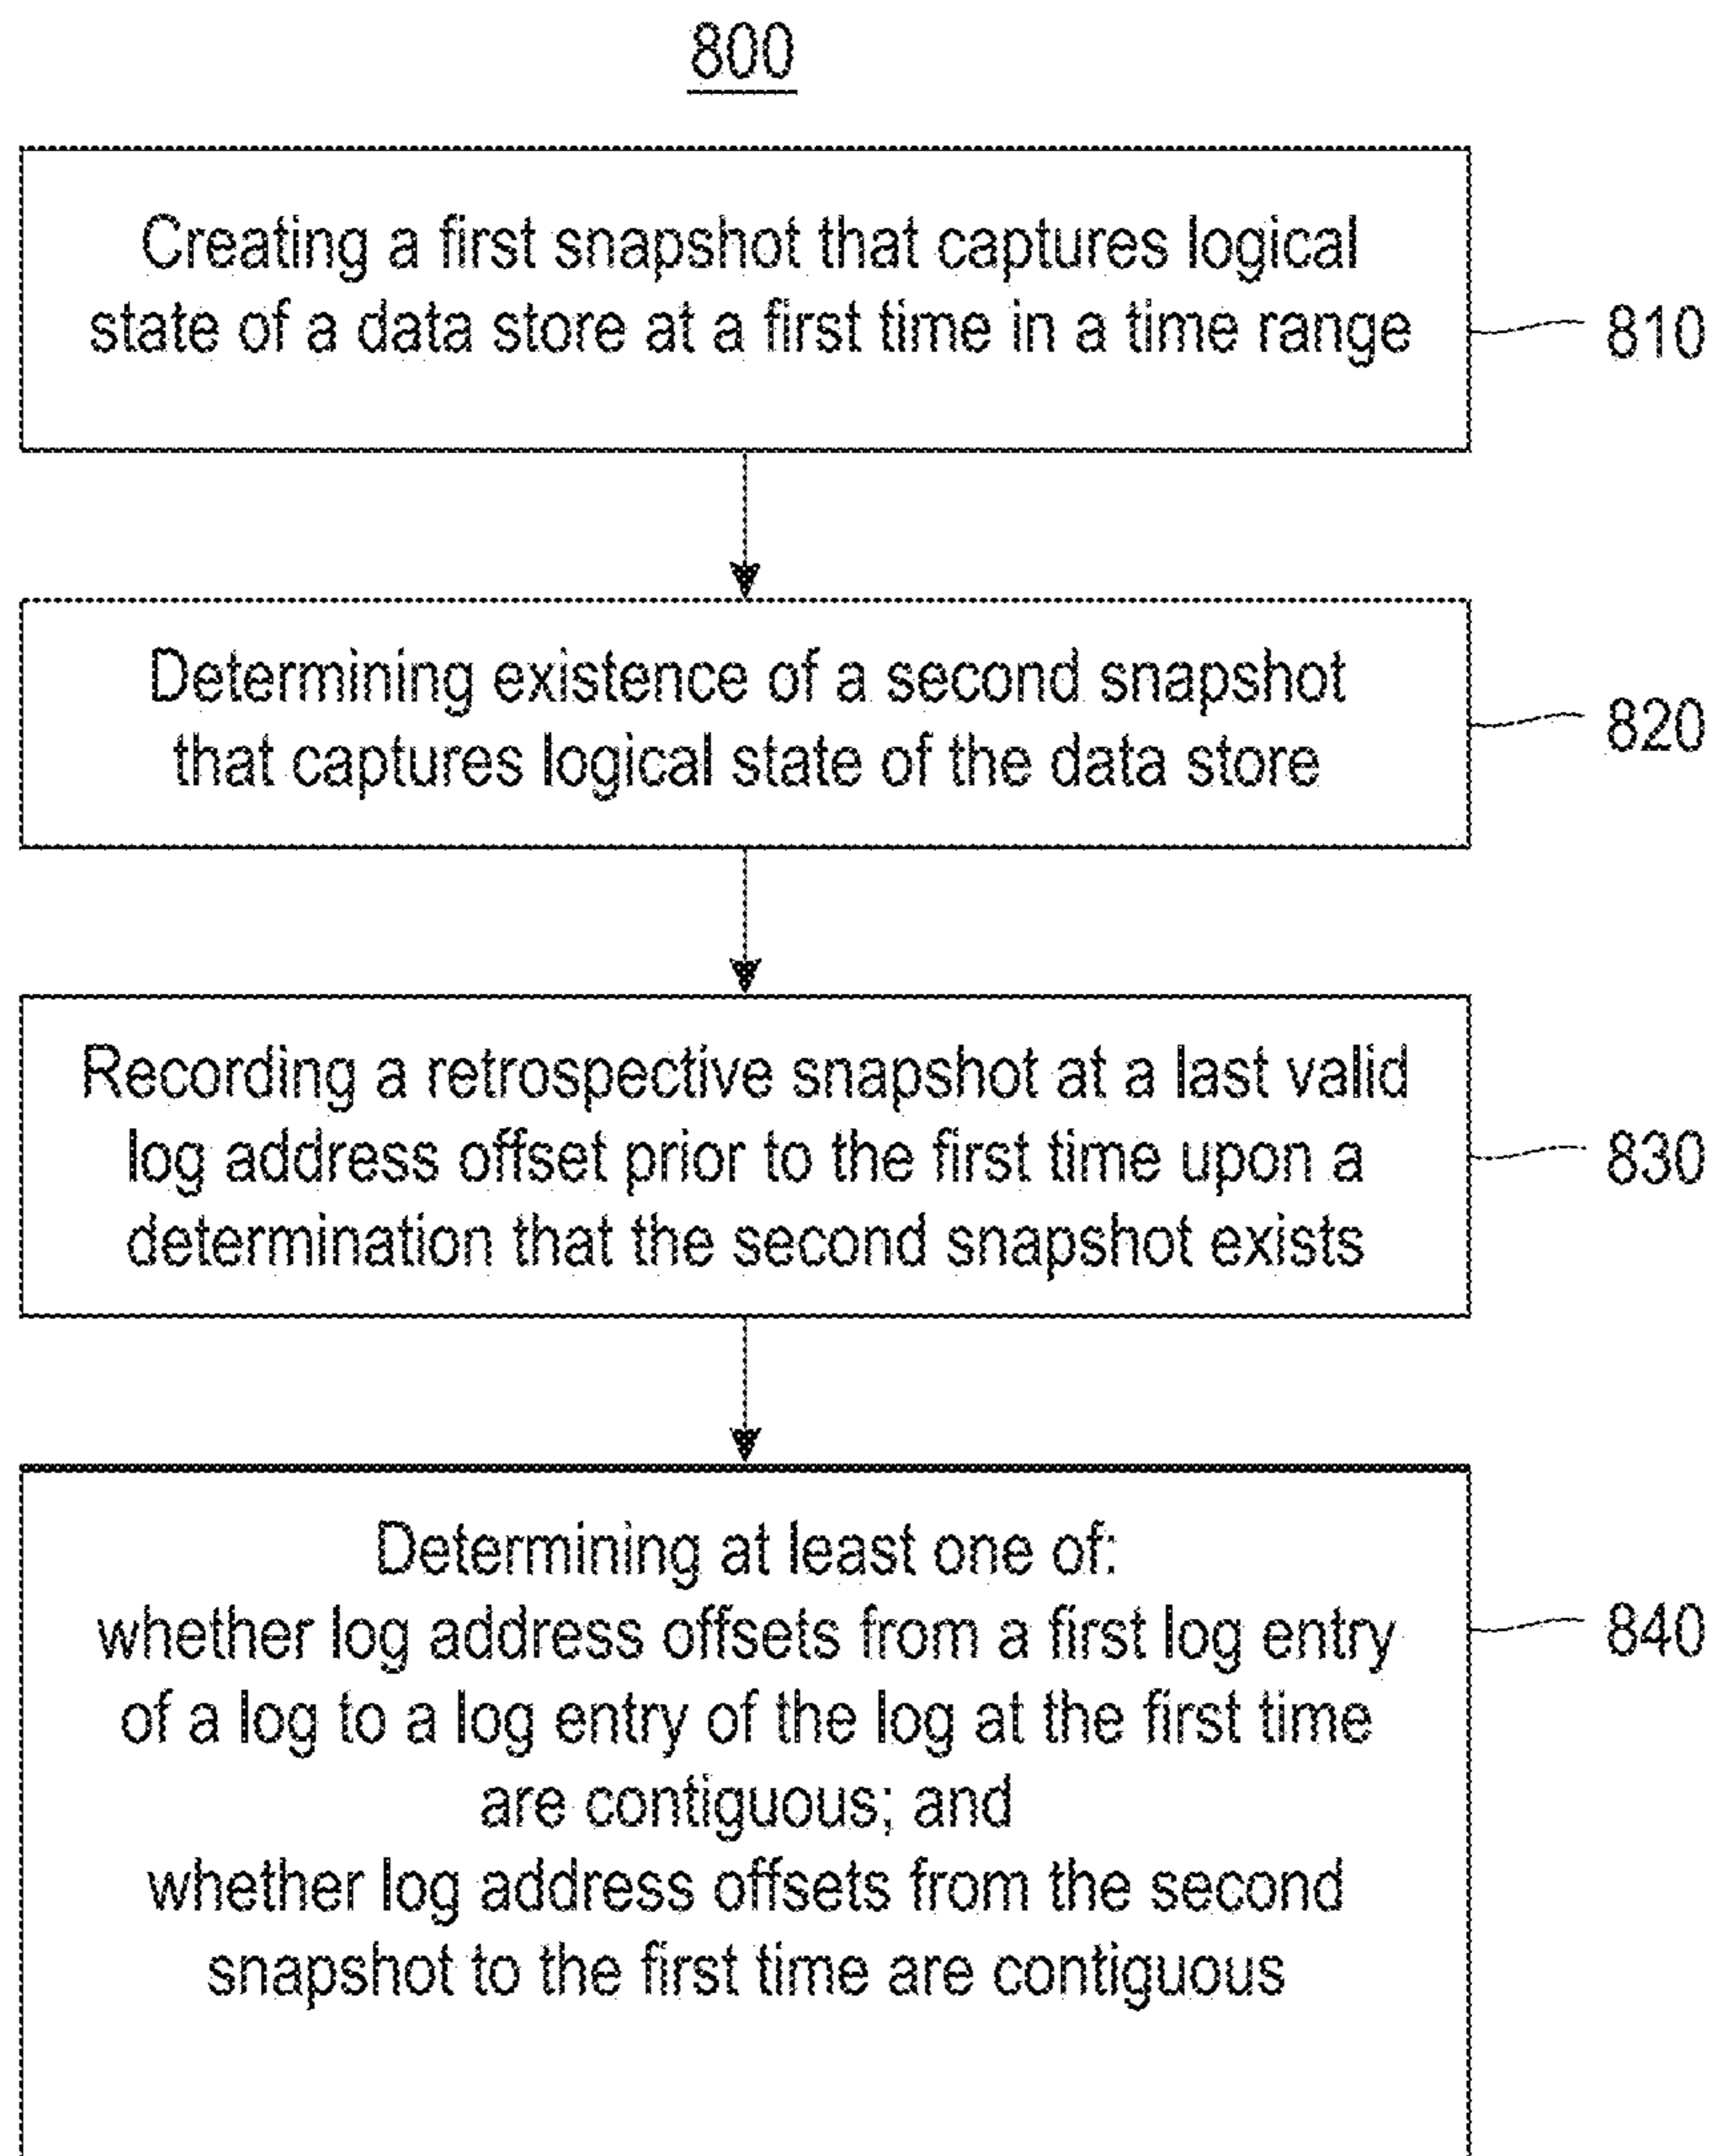 800
Creating a first snapshot that captures logical
state of a data store at a first time in a time range
810
Determining existence of a second snapshot
that captures logical state of the data store
820
Recording a retrospective snapshot at a last valid
log address offset prior to the first time upon a
determination that the second snapshot exists
830
Determining at least one of:
whether log address offsets from a first log entry
of a log to a log entry of the log at the first time
are contiguous; and
whether log address offsets from the second
snapshot to the first time are contiguous
840